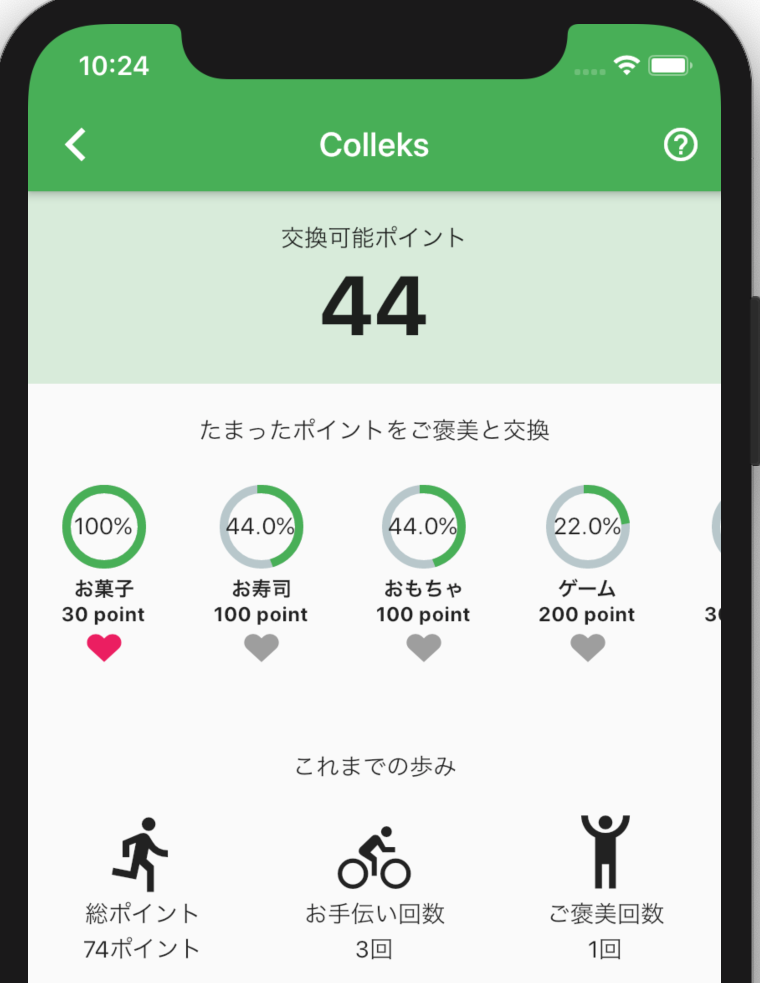 10:24
Colleks
交換可能ポイント
44
たまったポイントをご褒美と交換
100% 44.0% 44.0% 22.0%
お菓子 お寿司 おもちゃ ゲーム
30 point 100 point 100 point 200 point
これまでの歩み
総ポイント お手伝い回数 ご褒美回数
74ポイント 3回 1回